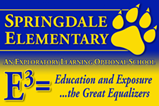 SPRINGDALE
ELEMENTARY
AN EXPLORATORY LEARNING OPTIONAL SCHOOL
E³= Education and Exposure
...the Great Equalizers